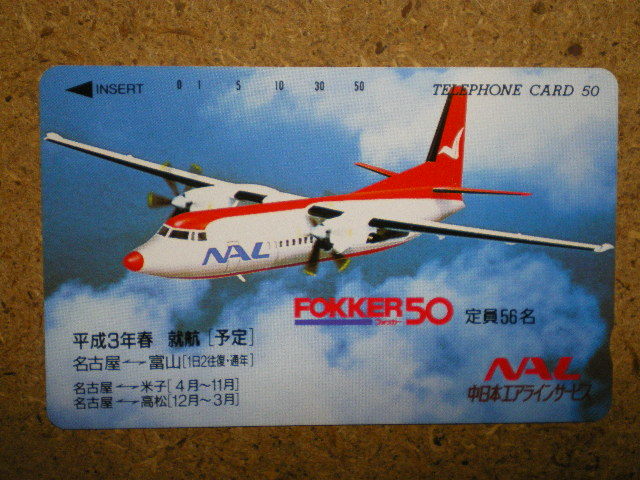 INSERT 0 1 5 10 30 50
TELEPHONE CARD 50
NAL
FOKKER50 定員56名
フォッカー
平成3年春 就航[予定]
名古屋←→富山[1日2往復・通年]
名古屋←→米子[4月〜11月]
名古屋←→高松[12月〜3月]
NAL
中日本エアラインサービス